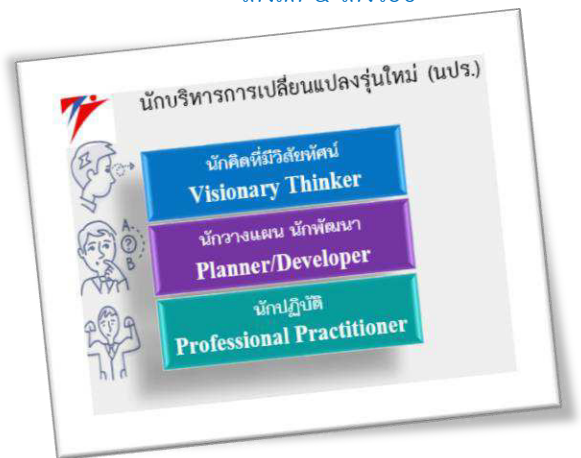 นักบริหารการเปลี่ยนแปลงรุ่นใหม่ (นปร.)
นักคิดที่มีวิสัยทัศน์
Visionary Thinker
นักวางแผน นักพัฒนา
Planner/Developer
นักปฏิบัติ
Professional Practitioner
A
?
B